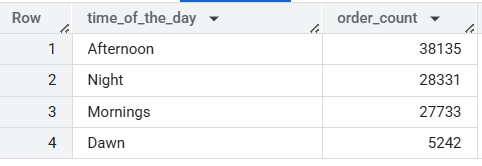 Row time_of_the_day order_count
1 Afternoon 38135
2 Night 28331
3 Mornings 27733
4 Dawn 5242